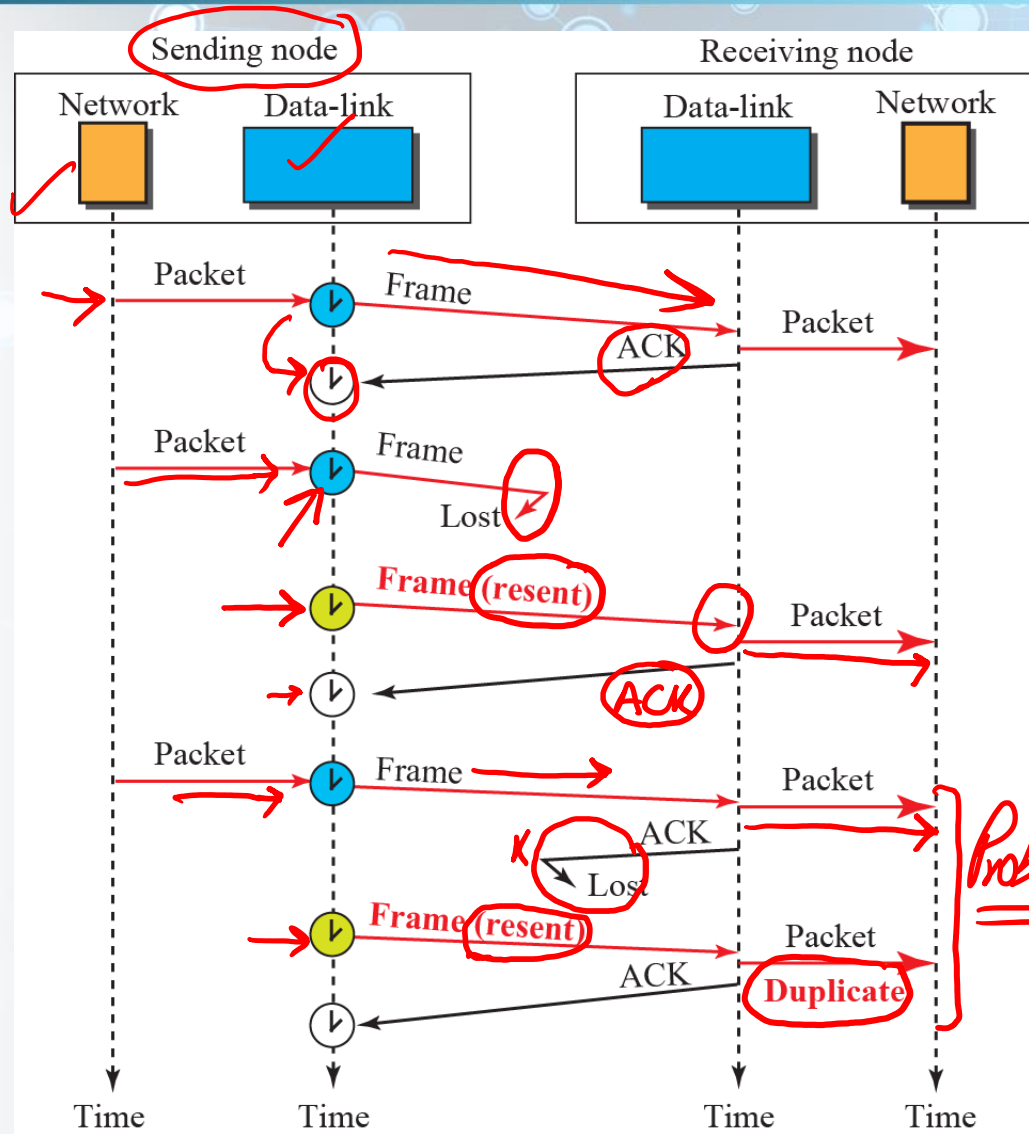 Sending node
Receiving node
Network
Data-link
Data-link
Network
Packet
Frame
Packet
ACK
Packet
Frame
Lost
Frame (resent)
Packet
ACK
Packet
Frame
Packet
ACK
Lost
Frame (resent)
Packet
ACK
Duplicate
Time
Time
Time
Time